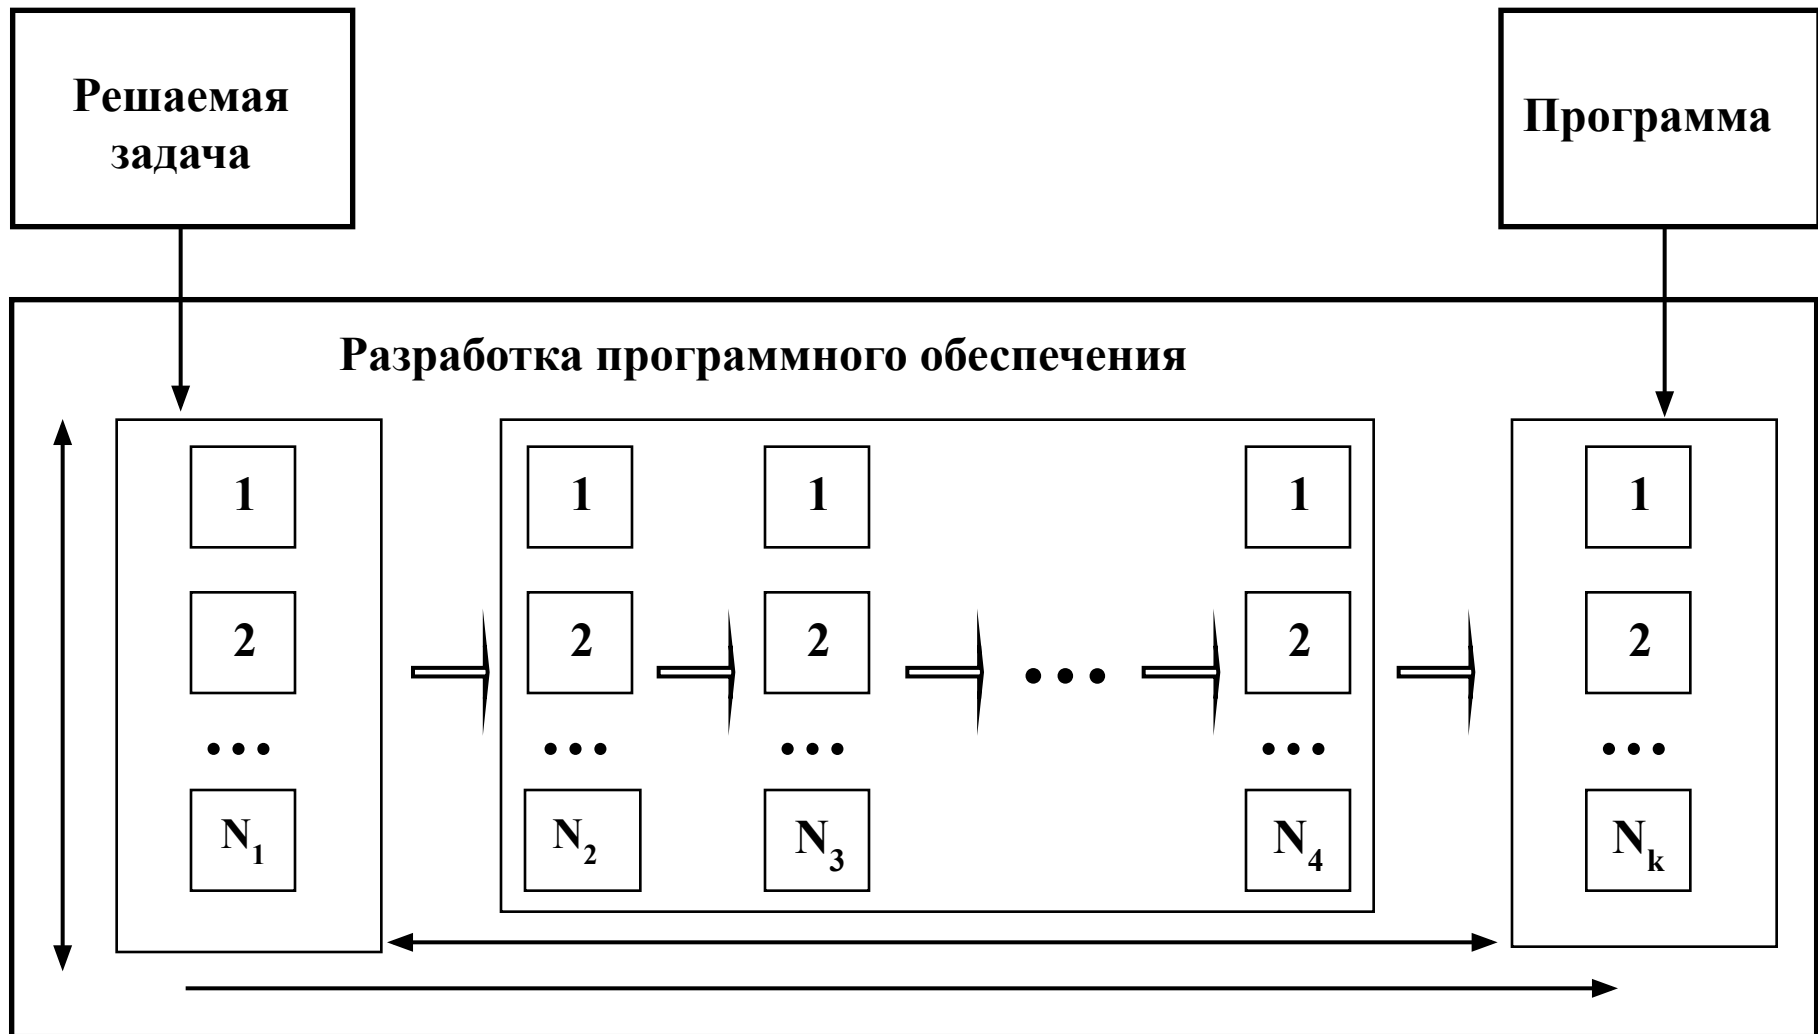 Решаемая
задача
Программа
Разработка программного обеспечения
1 1 1 1 1
2 2 2 • • • 2 2
• • • • • • • • • • • • • • •
N₁ N₂ N₃ N₄ Nₖ